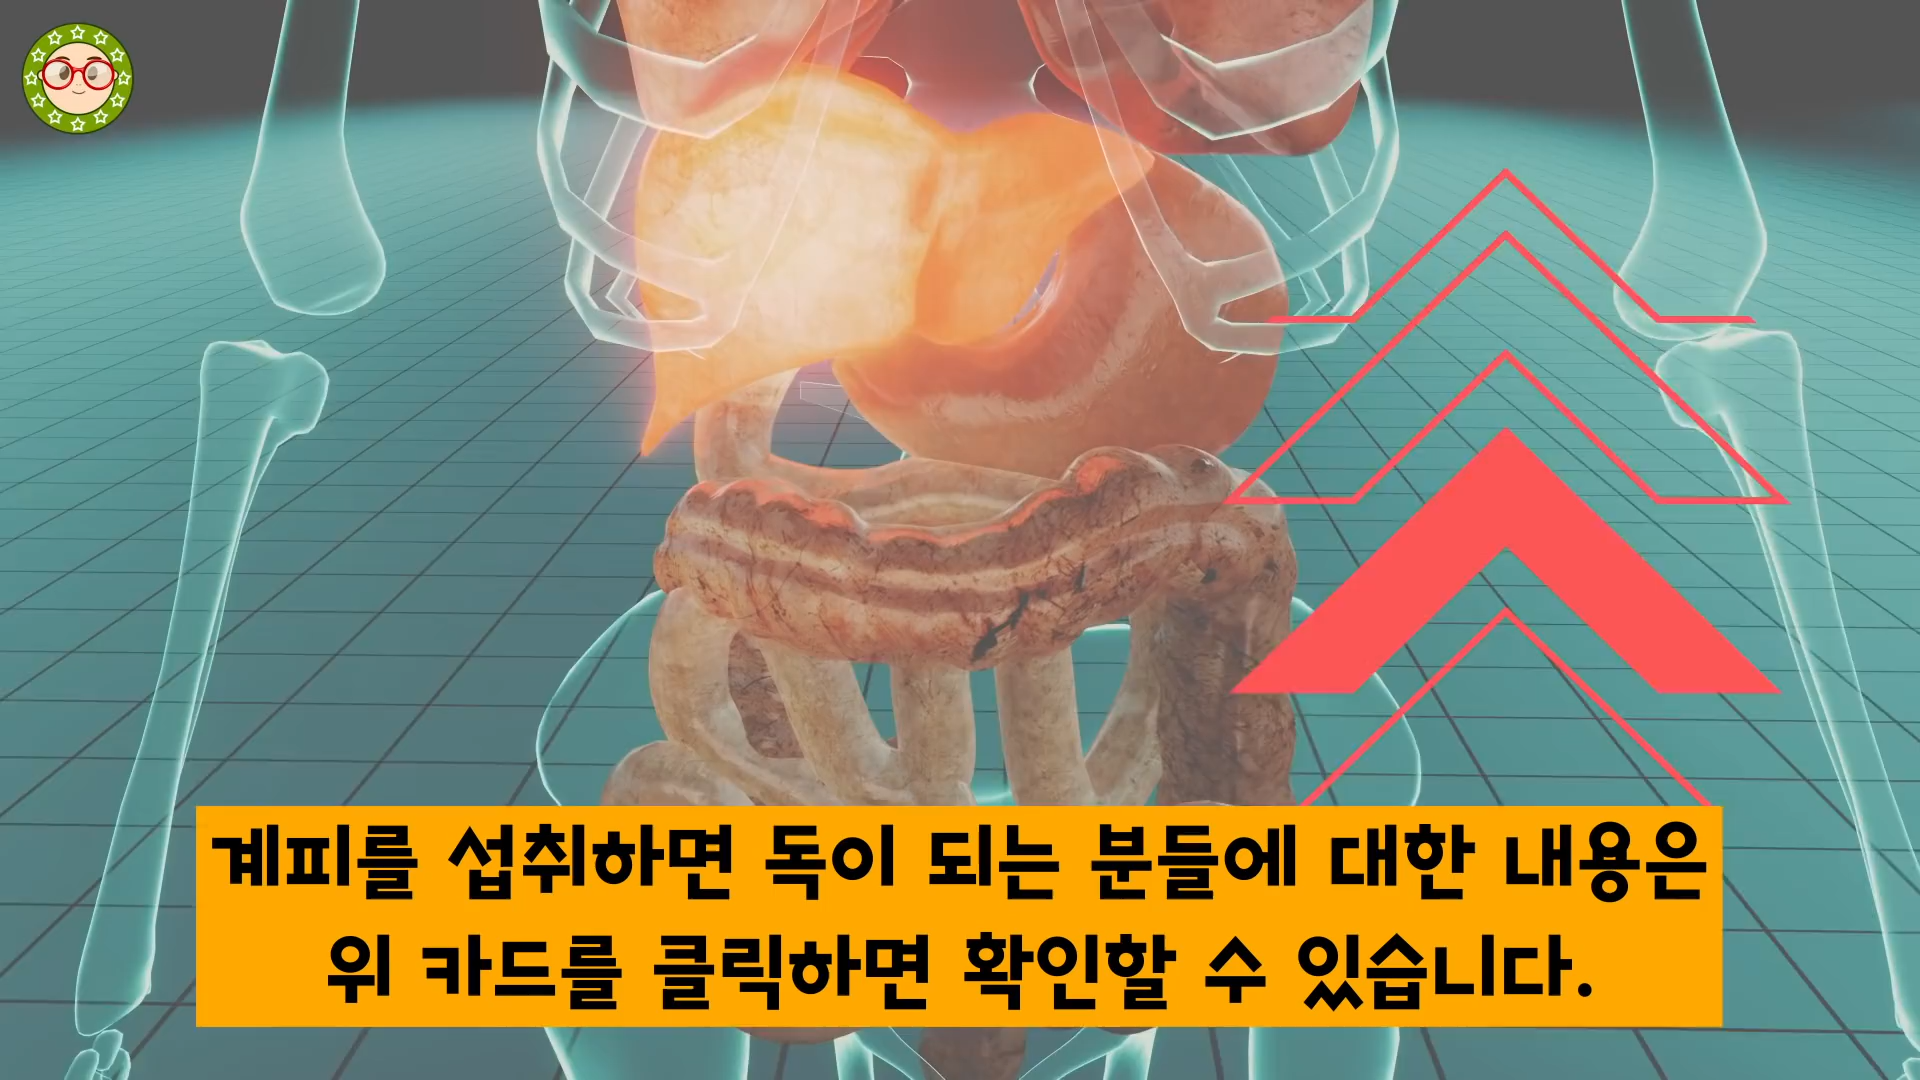 계피를 섭취하면 독이 되는 분들에 대한 내용은
위 카드를 클릭하면 확인할 수 있습니다.